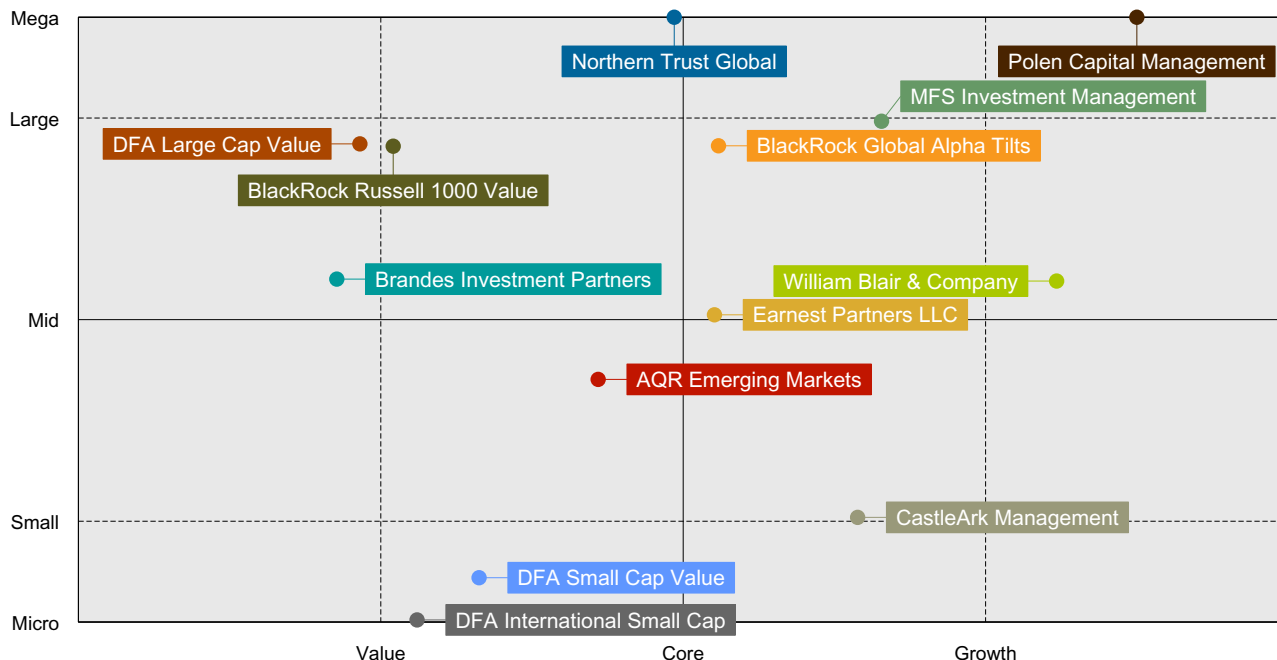 Mega
Northern Trust Global
Polen Capital Management
MFS Investment Management
Large
DFA Large Cap Value
BlackRock Global Alpha Tilts
BlackRock Russell 1000 Value
Brandes Investment Partners
William Blair & Company
Earnest Partners LLC
Mid
AQR Emerging Markets
CastleArk Management
Small
DFA Small Cap Value
DFA International Small Cap
Micro
Value
Core
Growth